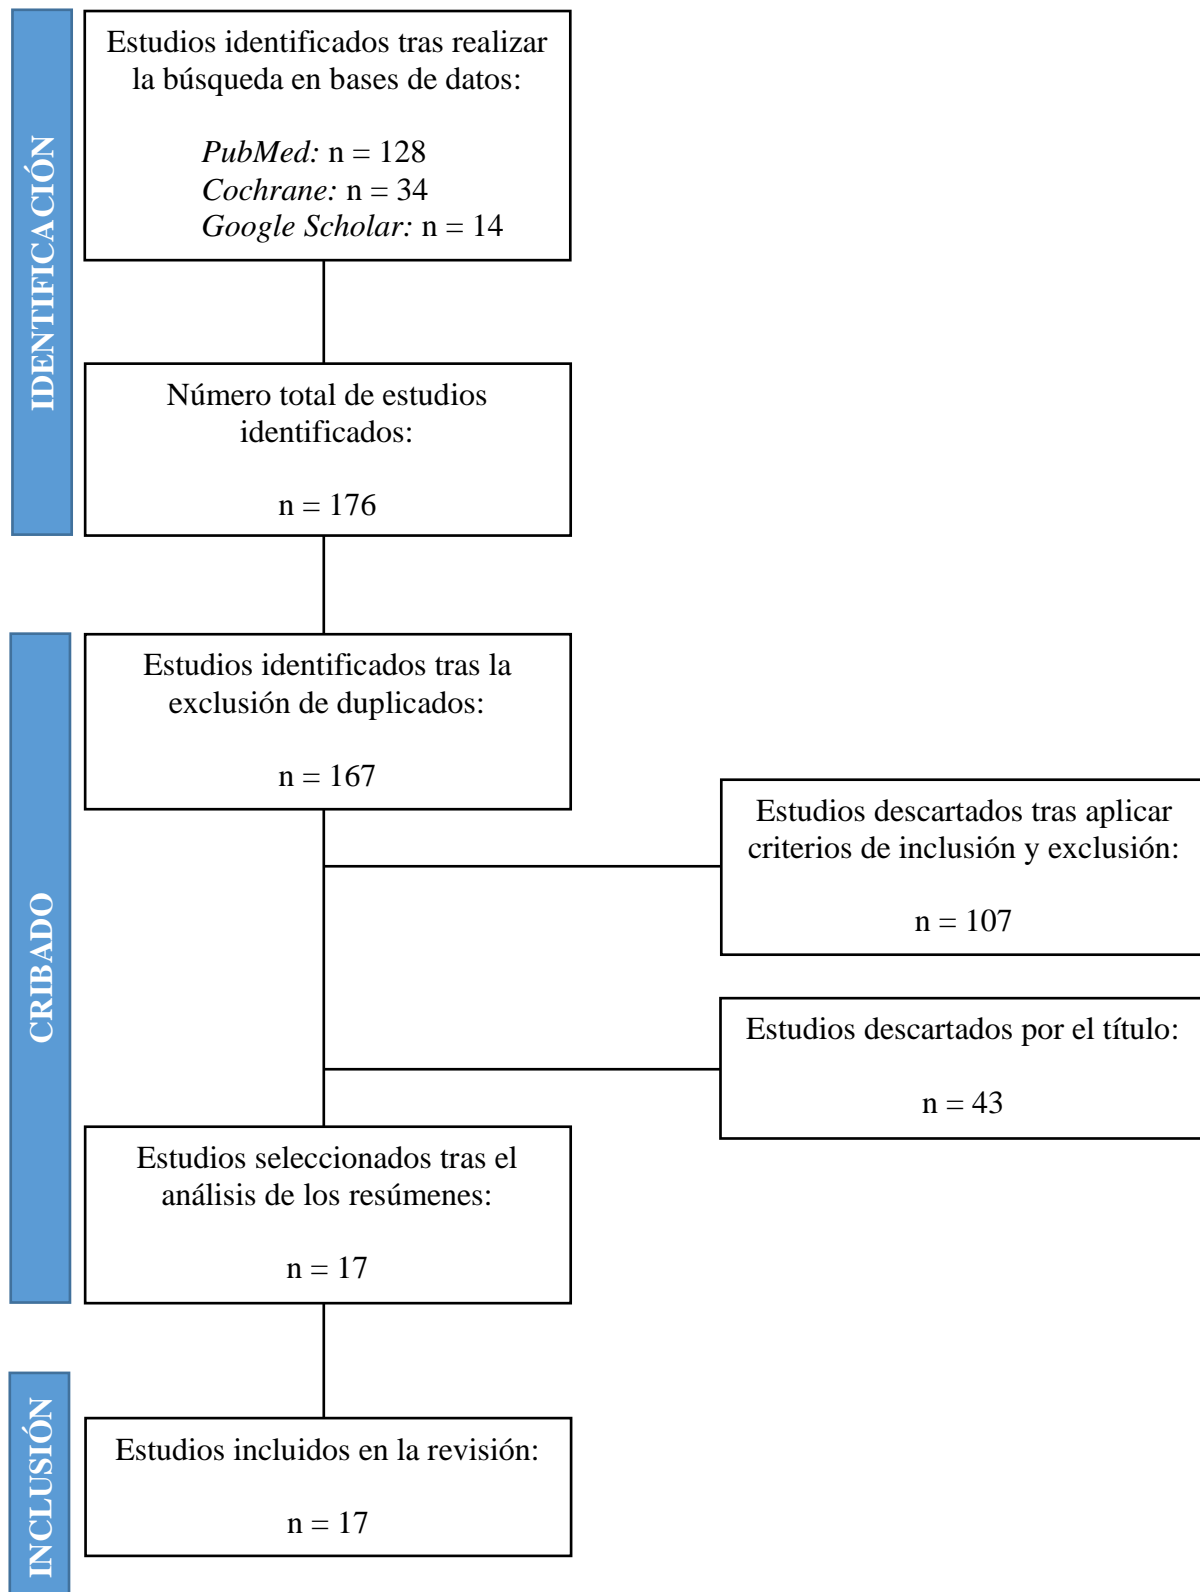 IDENTIFICACIÓN
Estudios identificados tras realizar
la búsqueda en bases de datos:
PubMed: n = 128
Cochrane: n = 34
Google Scholar: n = 14
Número total de estudios
identificados:
n = 176
CRIBADO
Estudios identificados tras la
exclusión de duplicados:
n = 167
Estudios descartados tras aplicar
criterios de inclusión y exclusión:
n = 107
Estudios descartados por el título:
n = 43
Estudios seleccionados tras el
análisis de los resúmenes:
n = 17
INCLUSIÓN
Estudios incluidos en la revisión:
n = 17